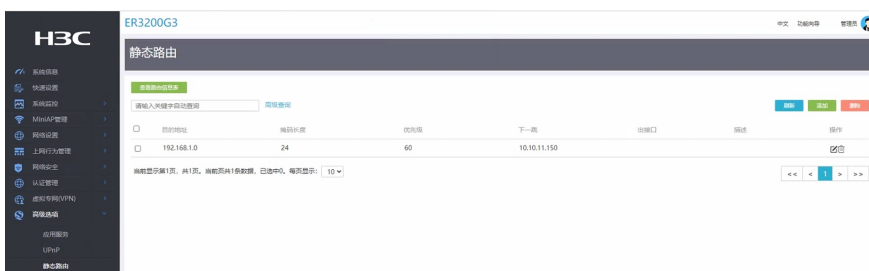 ER3200G3
中文 功能向导 管理员
H3C
静态路由
系统信息
快速设置
系统监控
MiniAP管理
网络设置
上网行为管理
网络安全
认证管理
虚拟专网(VPN)
高级选项
应用服务
UPnP
静态路由
查看路由信息表
请输入关键字自动查询 高级查询
刷新 添加 删除
目的地址 掩码长度 优先级 下一跳 出接口 描述 操作
192.168.1.0 24 60 10.10.11.150
当前显示第1页，共1页。当前页共1条数据，已选中0。每页显示： 10
<< < 1 > >>